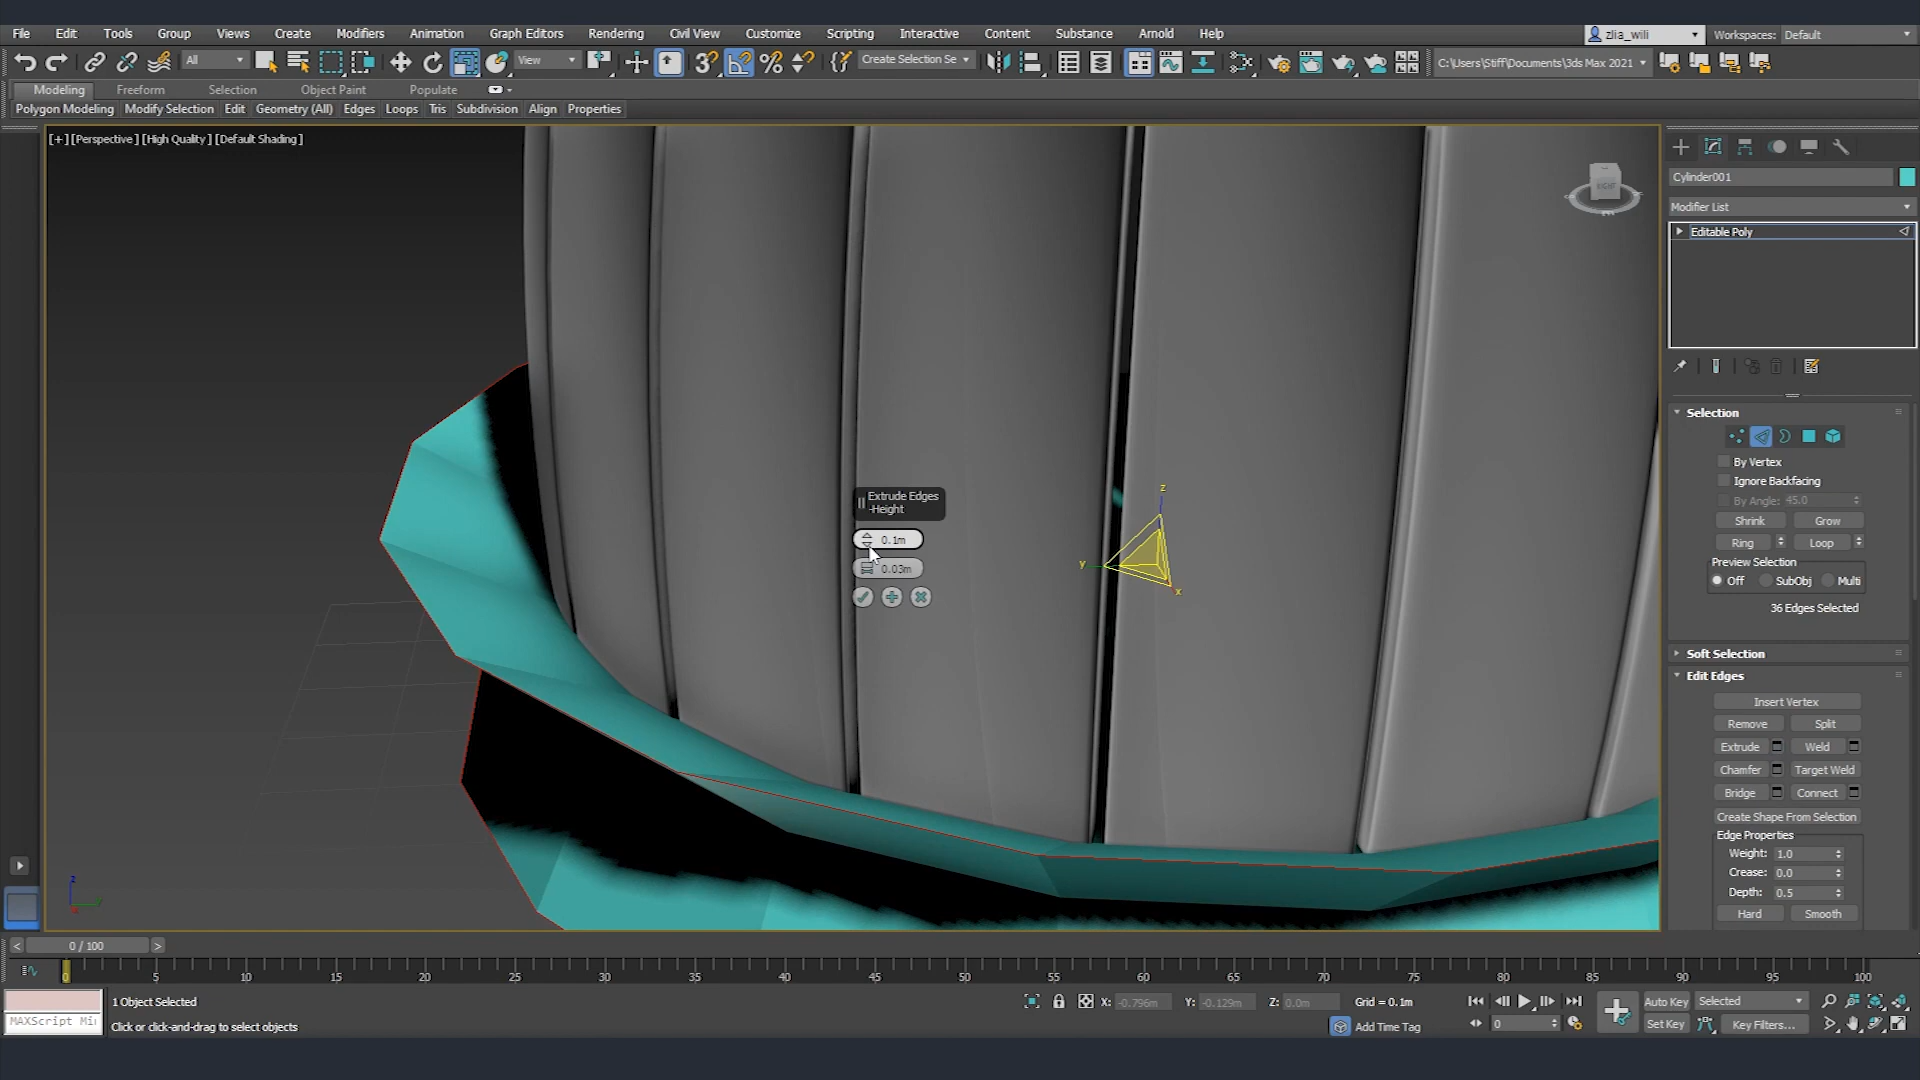 File Edit Tools Group Views Create Modifiers Animation Graph Editors Rendering Civil View Customize Scripting Interactive Content Substance Arnold Help zlia_wili Workspaces: Default
All View Create Selection Se C:\Users\Stiff\Documents\3ds Max 2021
Modeling Freeform Selection Object Paint Populate
Polygon Modeling Modify Selection Edit Geometry (All) Edges Loops Tris Subdivision Align Properties
[+] [Perspective ] [High Quality ] [Default Shading ]
RIGHT
Cylinder001
Modifier List
Editable Poly
Selection
By Vertex
Ignore Backfacing
By Angle: 45.0
Shrink Grow
Ring Loop
Preview Selection
Off SubObj Multi
36 Edges Selected
Soft Selection
Edit Edges
Insert Vertex
Remove Split
Extrude Weld
Chamfer Target Weld
Bridge Connect
Create Shape From Selection
Edge Properties
Weight: 1.0
Crease: 0.0
Depth: 0.5
Hard Smooth
Extrude Edges
-Height
0.1m
0.03m
z
y
x
z
0 / 100
0 5 10 15 20 25 30 35 40 45 50 55 60 65 70 75 80 85 90 95 100
1 Object Selected X: -0.796m Y: -0.129m Z: 0.0m Grid = 0.1m Auto Key Selected
MAXScript Mi Click or click-and-drag to select objects Add Time Tag 0 Set Key Key Filters...